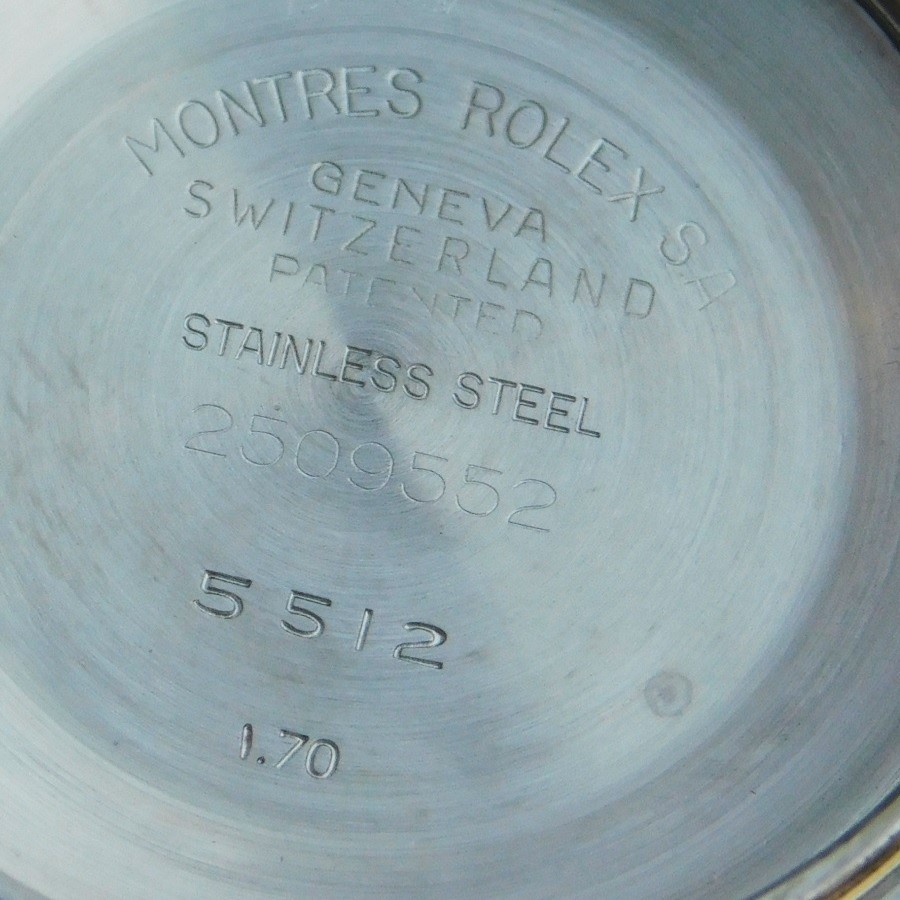 MONTRES ROLEX S.A
GENEVA
SWITZERLAND
PATENTED
STAINLESS STEEL
2509552
5512
1.70